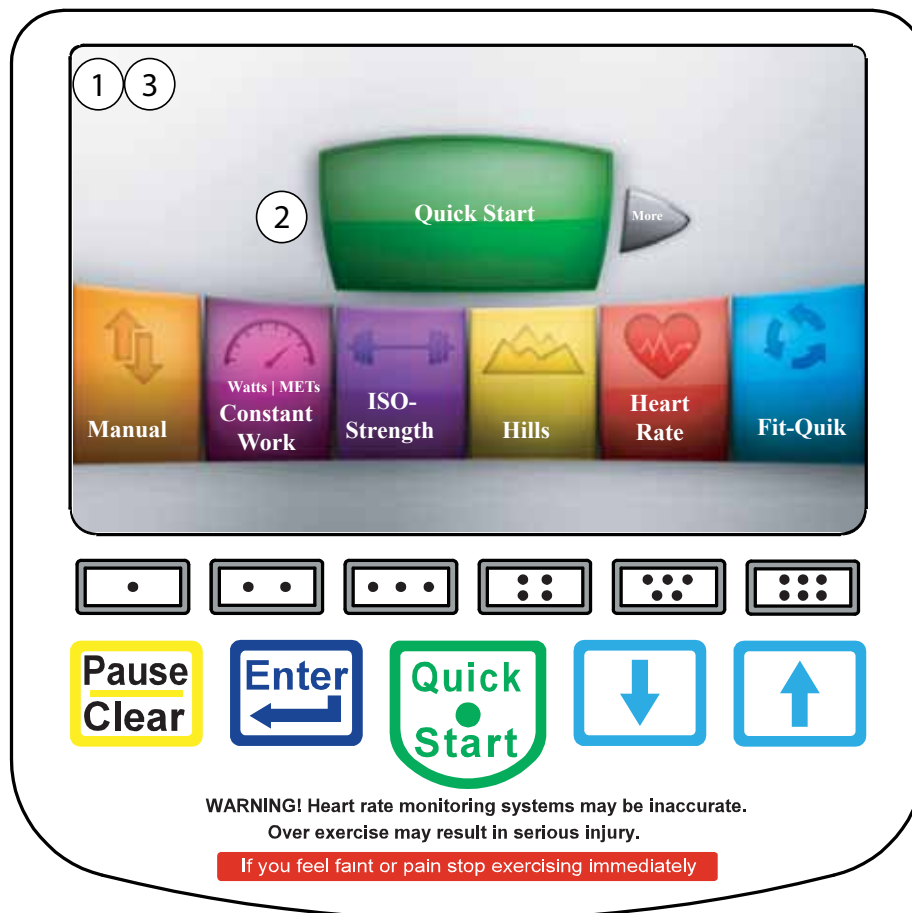 1 3
2
Quick Start
More
Manual
Watts | METs
Constant
Work
ISO-
Strength
Hills
Heart
Rate
Fit-Quik
Pause
Clear
Enter
Quick
Start
WARNING! Heart rate monitoring systems may be inaccurate.
Over exercise may result in serious injury.
If you feel faint or pain stop exercising immediately